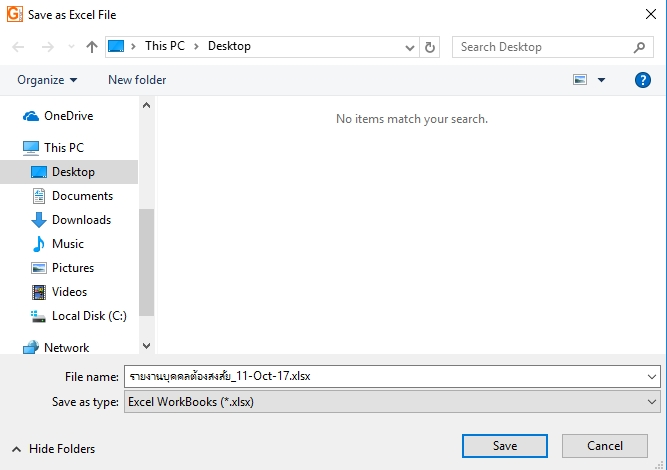 Save as Excel File
This PC > Desktop
Search Desktop
Organize
New folder
OneDrive
No items match your search.
This PC
Desktop
Documents
Downloads
Music
Pictures
Videos
Local Disk (C:)
Network
File name: รายงานบุคคลต้องสงสัย_11-Oct-17.xlsx
Save as type: Excel WorkBooks (*.xlsx)
Hide Folders
Save
Cancel